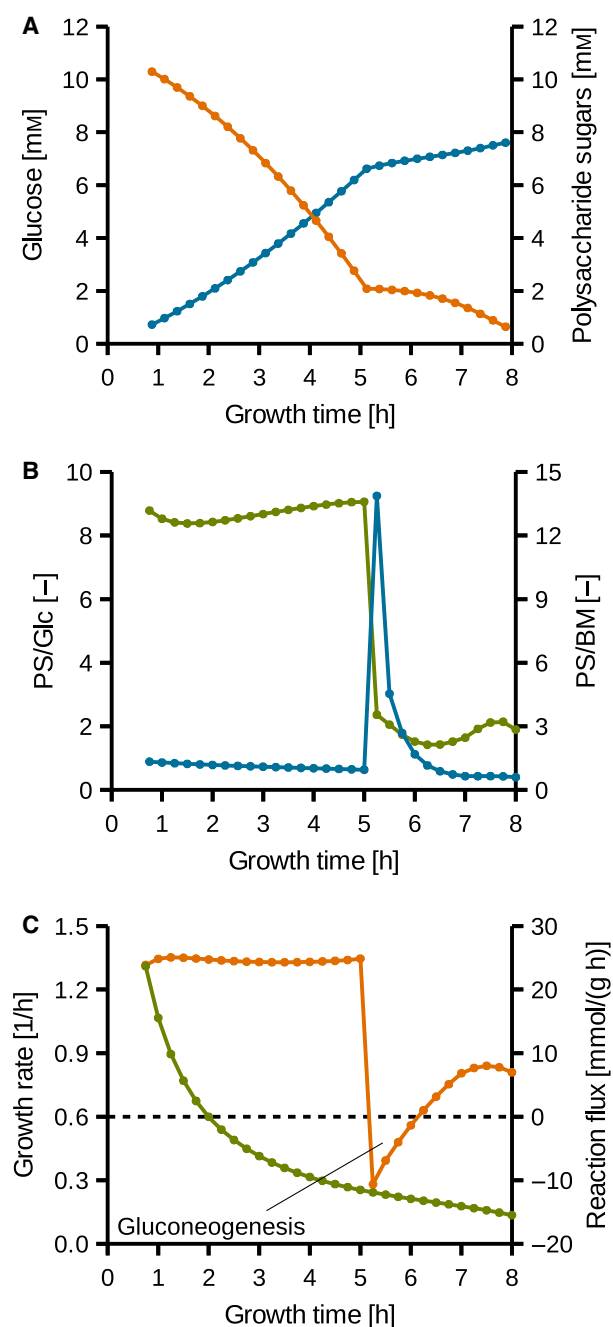 A
Glucose [mM]
Polysaccharide sugars [mM]
12
10
8
6
4
2
0
12
10
8
6
4
2
0
0 1 2 3 4 5 6 7 8
Growth time [h]
B
PS/Glc [–]
PS/BM [–]
10
8
6
4
2
0
15
12
9
6
3
0
0 1 2 3 4 5 6 7 8
Growth time [h]
C
Growth rate [1/h]
Reaction flux [mmol/(g h)]
1.5
1.2
0.9
0.6
0.3
0.0
30
20
10
0
–10
–20
Gluconeogenesis
0 1 2 3 4 5 6 7 8
Growth time [h]